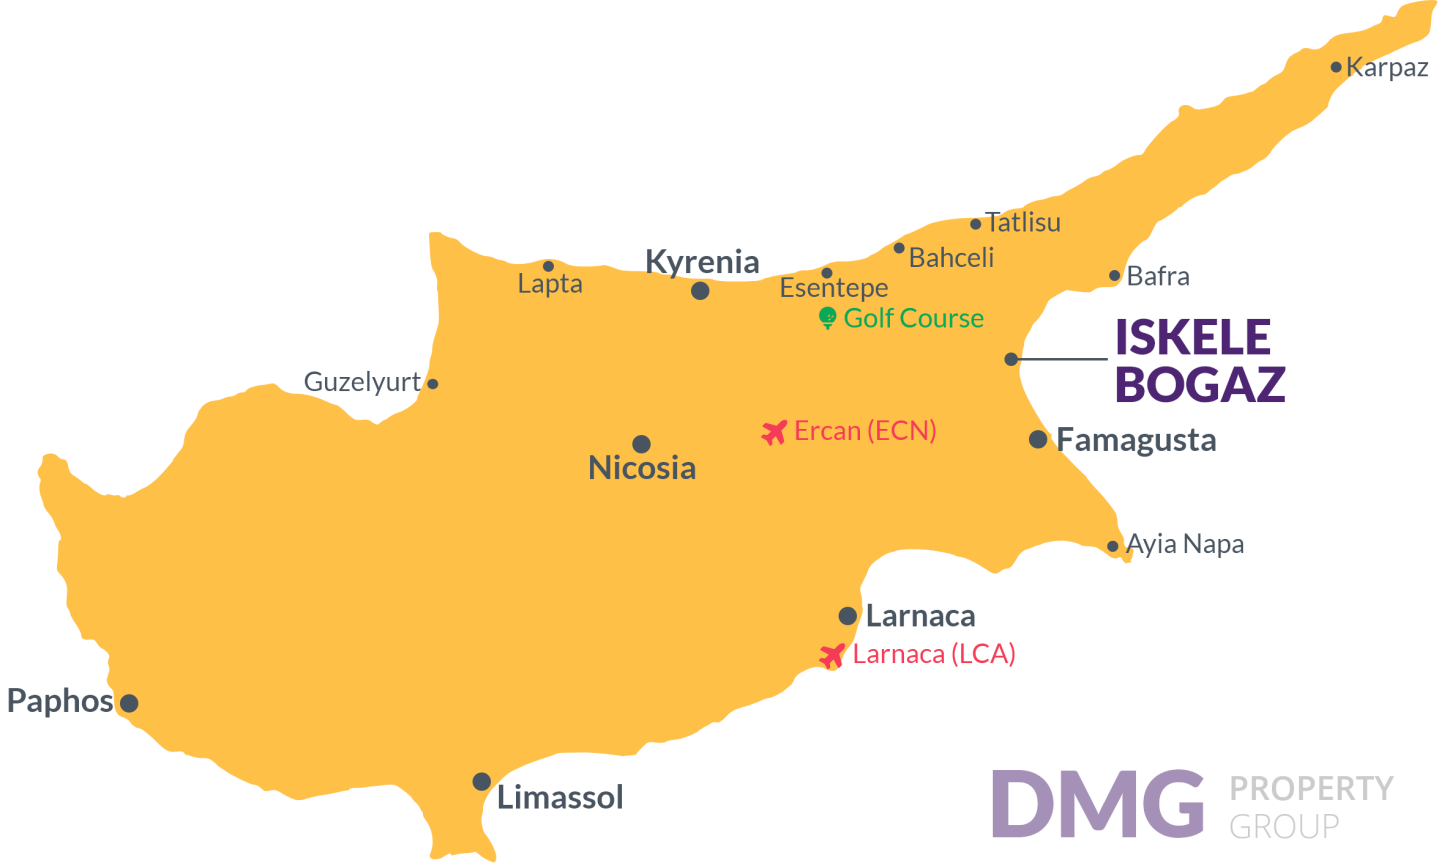 Karpaz
Tatlisu
Kyrenia
Bahceli
Lapta
Esentepe
Bafra
Golf Course
ISKELE
BOGAZ
Guzelyurt
Ercan (ECN)
Famagusta
Nicosia
Ayia Napa
Larnaca
Larnaca (LCA)
Paphos
Limassol
DMG PROPERTY
GROUP